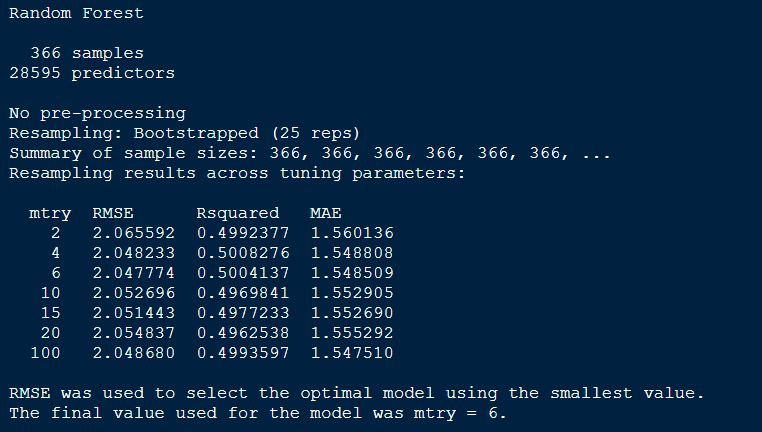 Random Forest
366 samples
28595 predictors
No pre-processing
Resampling: Bootstrapped (25 reps)
Summary of sample sizes: 366, 366, 366, 366, 366, 366, ...
Resampling results across tuning parameters:
mtry RMSE Rsquared MAE
2 2.065592 0.4992377 1.560136
4 2.048233 0.5008276 1.548808
6 2.047774 0.5004137 1.548509
10 2.052696 0.4969841 1.552905
15 2.051443 0.4977233 1.552690
20 2.054837 0.4962538 1.555292
100 2.048680 0.4993597 1.547510
RMSE was used to select the optimal model using the smallest value.
The final value used for the model was mtry = 6.